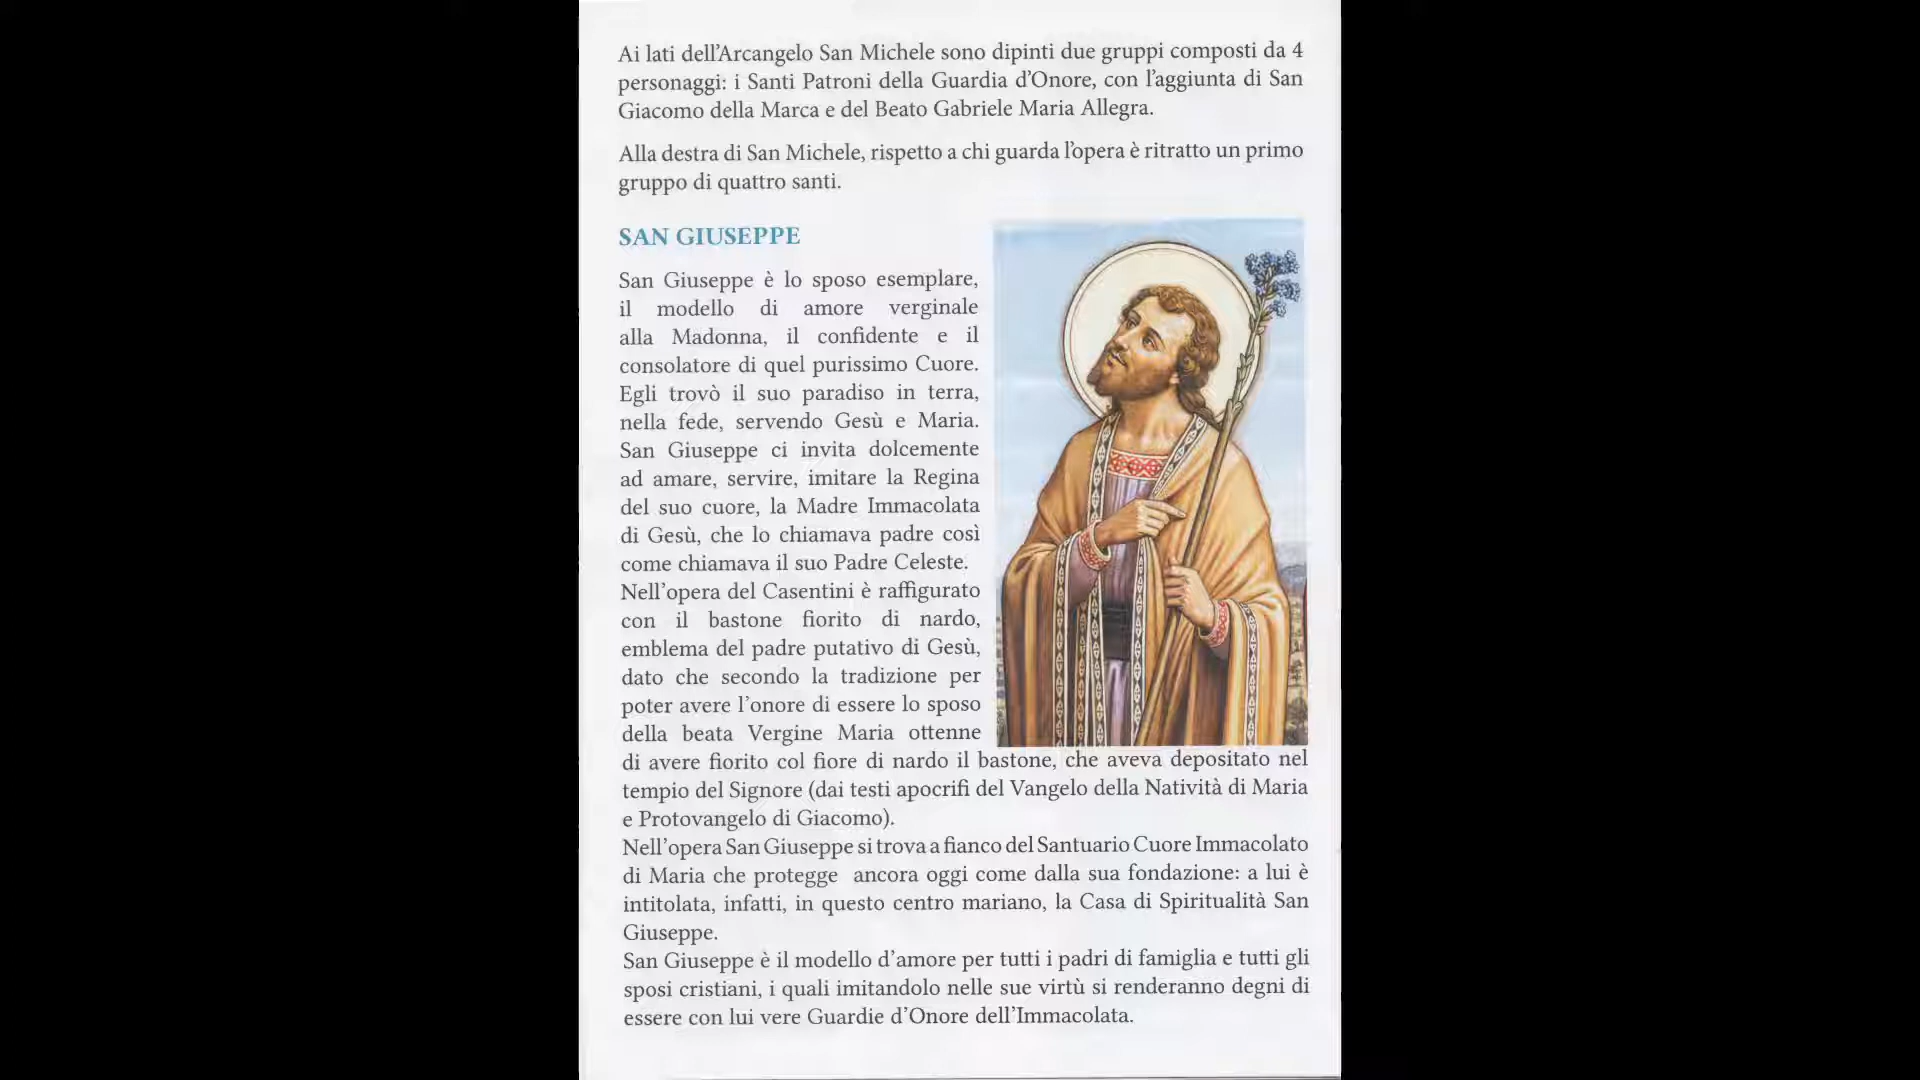 Ai lati dell'Arcangelo San Michele sono dipinti due gruppi composti da 4
personaggi: i Santi Patroni della Guardia d'Onore, con l'aggiunta di San
Giacomo della Marca e del Beato Gabriele Maria Allegra.
Alla destra di San Michele, rispetto a chi guarda l'opera è ritratto un primo
gruppo di quattro santi.
SAN GIUSEPPE
San Giuseppe è lo sposo esemplare,
il modello di amore verginale
alla Madonna, il confidente e il
consolatore di quel purissimo Cuore.
Egli trovò il suo paradiso in terra,
nella fede, servendo Gesù e Maria.
San Giuseppe ci invita dolcemente
ad amare, servire, imitare la Regina
del suo cuore, la Madre Immacolata
di Gesù, che lo chiamava padre così
come chiamava il suo Padre Celeste.
Nell'opera del Casentini è raffigurato
con il bastone fiorito di nardo,
emblema del padre putativo di Gesù,
dato che secondo la tradizione per
poter avere l'onore di essere lo sposo
della beata Vergine Maria ottenne
di avere fiorito col fiore di nardo il bastone, che aveva depositato nel
tempio del Signore (dai testi apocrifi del Vangelo della Natività di Maria
e Protovangelo di Giacomo).
Nell'opera San Giuseppe si trova a fianco del Santuario Cuore Immacolato
di Maria che protegge ancora oggi come dalla sua fondazione: a lui è
intitolata, infatti, in questo centro mariano, la Casa di Spiritualità San
Giuseppe.
San Giuseppe è il modello d'amore per tutti i padri di famiglia e tutti gli
sposi cristiani, i quali imitandolo nelle sue virtù si renderanno degni di
essere con lui vere Guardie d'Onore dell'Immacolata.